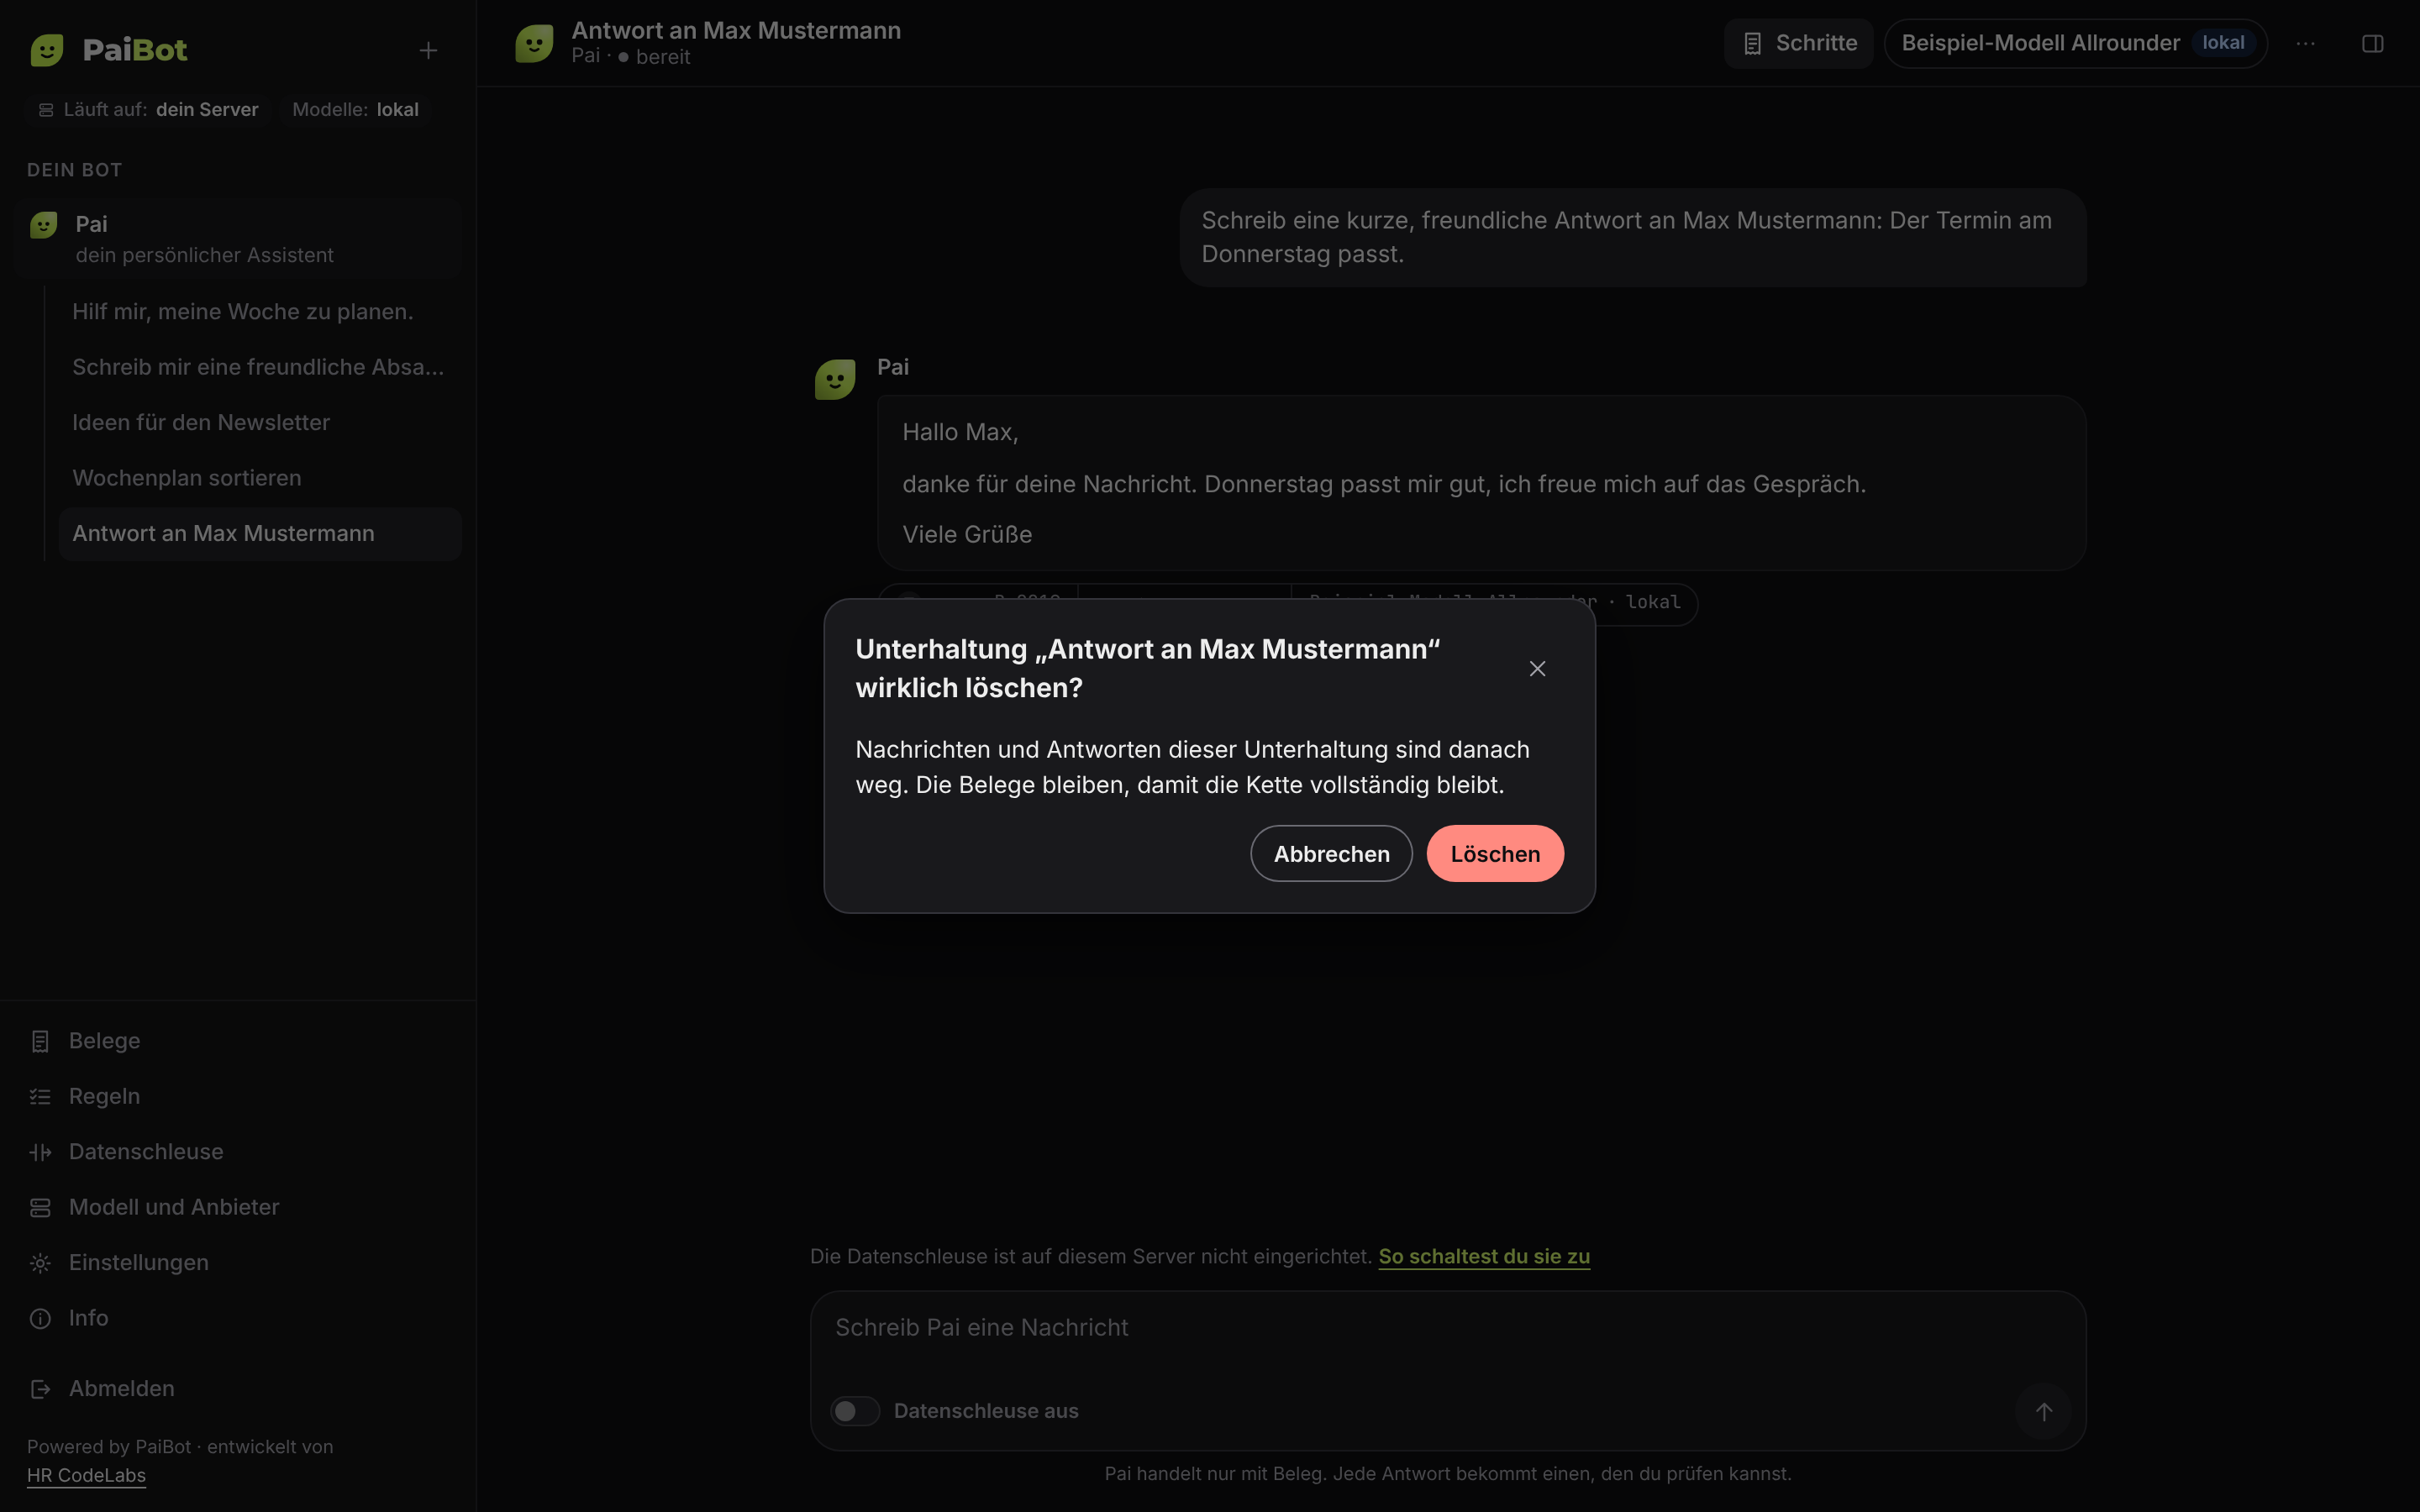 PaiBot
Läuft auf: dein Server
Modelle: lokal
DEIN BOT
Pai
dein persönlicher Assistent
Hilf mir, meine Woche zu planen.
Schreib mir eine freundliche Absa...
Ideen für den Newsletter
Wochenplan sortieren
Antwort an Max Mustermann
Belege
Regeln
Datenschleuse
Modell und Anbieter
Einstellungen
Info
Abmelden
Powered by PaiBot · entwickelt von
HR CodeLabs
Antwort an Max Mustermann
Pai · bereit
Schritte
Beispiel-Modell Allrounder lokal
Schreib eine kurze, freundliche Antwort an Max Mustermann: Der Termin am
Donnerstag passt.
Pai
Hallo Max,
danke für deine Nachricht. Donnerstag passt mir gut, ich freue mich auf das Gespräch.
Viele Grüße
· lokal
Unterhaltung „Antwort an Max Mustermann“
wirklich löschen?
Nachrichten und Antworten dieser Unterhaltung sind danach
weg. Die Belege bleiben, damit die Kette vollständig bleibt.
Abbrechen
Löschen
Die Datenschleuse ist auf diesem Server nicht eingerichtet. So schaltest du sie zu
Schreib Pai eine Nachricht
Datenschleuse aus
Pai handelt nur mit Beleg. Jede Antwort bekommt einen, den du prüfen kannst.